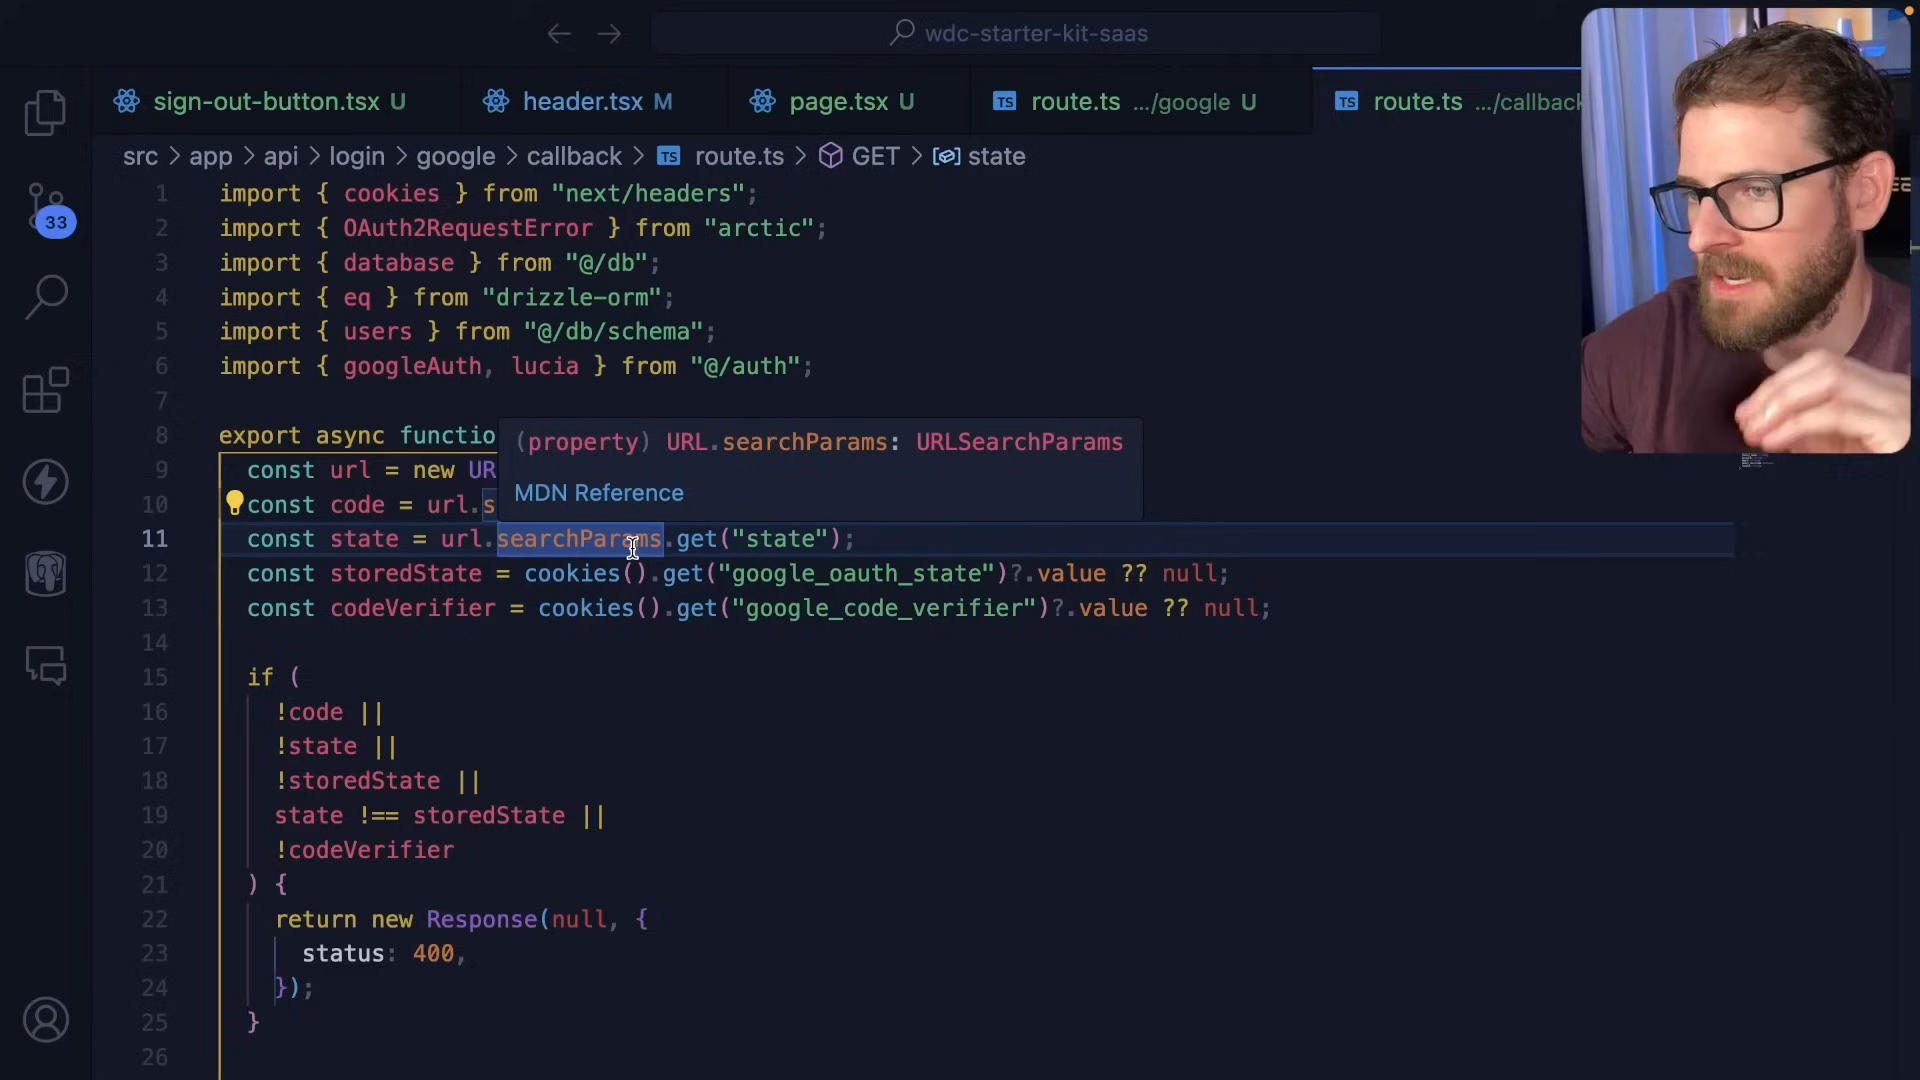 wdc-starter-kit-saas
sign-out-button.tsx U
header.tsx M
page.tsx U
TS route.ts .../google U
TS route.ts .../callback
src > app > api > login > google > callback > TS route.ts > GET > state
33
1 import { cookies } from "next/headers";
2 import { OAuth2RequestError } from "arctic";
3 import { database } from "@/db";
4 import { eq } from "drizzle-orm";
5 import { users } from "@/db/schema";
6 import { googleAuth, lucia } from "@/auth";
7
8 export async functio
(property) URL.searchParams: URLSearchParams
MDN Reference
9 const url = new UR
10 const code = url.s
11 const state = url.searchParams.get("state");
12 const storedState = cookies().get("google_oauth_state")?.value ?? null;
13 const codeVerifier = cookies().get("google_code_verifier")?.value ?? null;
14
15 if (
16 !code ||
17 !state ||
18 !storedState ||
19 state !== storedState ||
20 !codeVerifier
21 ) {
22 return new Response(null, {
23 status: 400,
24 });
25 }
26